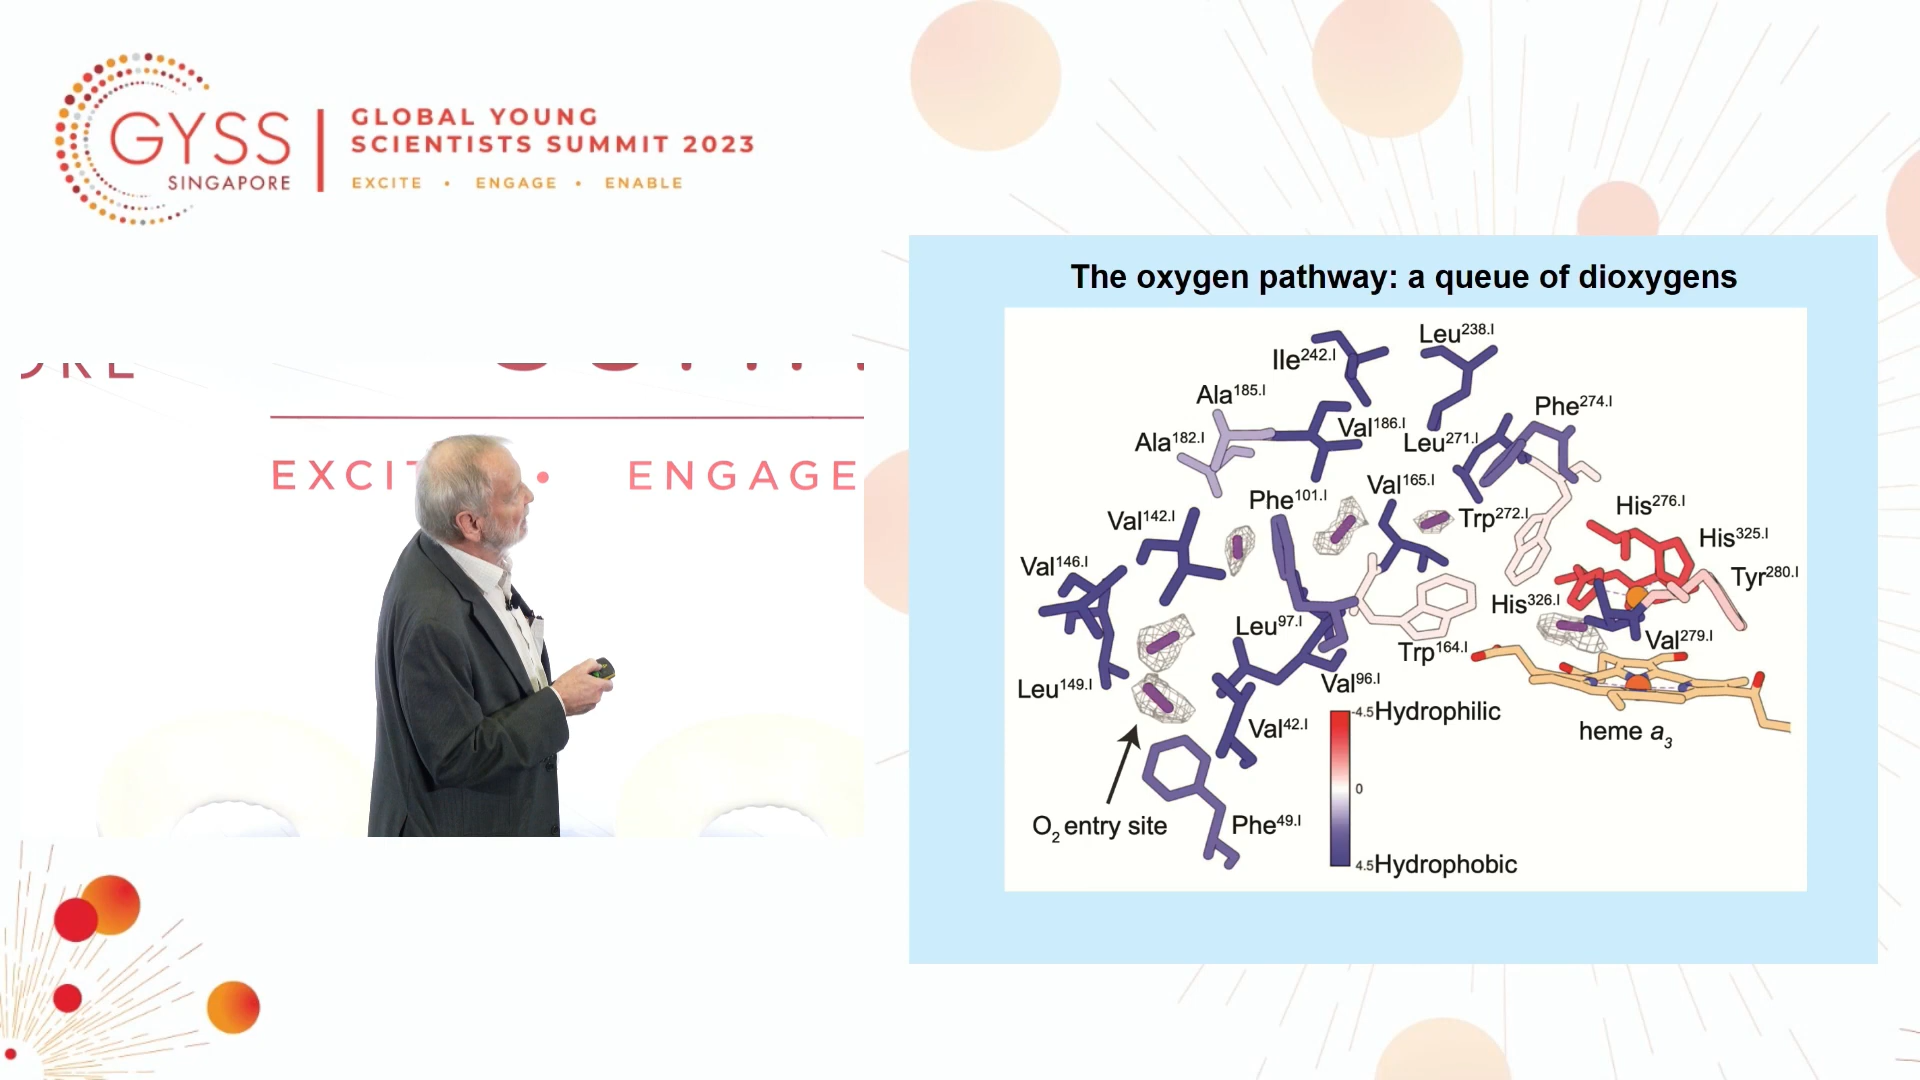 GYSS
SINGAPORE
GLOBAL YOUNG
SCIENTISTS SUMMIT 2023
EXCITE • ENGAGE • ENABLE
EXCIT • ENGAGE
The oxygen pathway: a queue of dioxygens
Leu238.I
Ile242.I
Ala185.I
Phe274.I
Val186.I
Ala182.I
Leu271.I
Val165.I
Phe101.I
His276.I
Val142.I
Trp272.I
His325.I
Val146.I
Tyr280.I
His326.I
Leu97.I
Val279.I
Trp164.I
Leu149.I
Val96.I
-4.5 Hydrophilic
Val42.I
heme a3
0
O2 entry site
Phe49.I
4.5 Hydrophobic